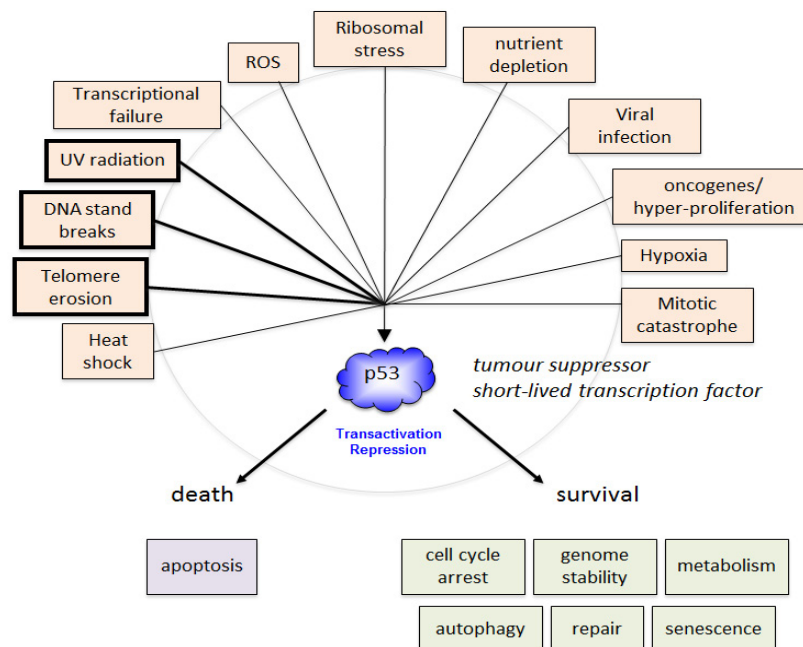 Ribosomal
stress
nutrient
depletion
ROS
Transcriptional
failure
Viral
infection
UV radiation
oncogenes/
hyper-proliferation
DNA stand
breaks
Hypoxia
Telomere
erosion
Mitotic
catastrophe
Heat
shock
p53
tumour suppressor
short-lived transcription factor
Transactivation
Repression
death
survival
apoptosis
cell cycle
arrest
genome
stability
metabolism
autophagy
repair
senescence